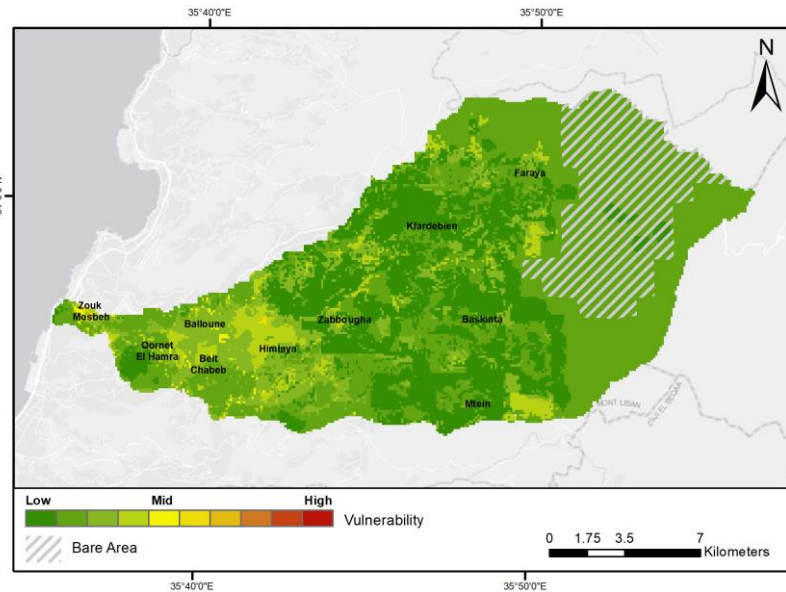 35°40'0"E 35°50'0"E
N
Faraya
Kfardebien
Zouk
Mosbeh
Balloune
Zabbougha
Baskinta
Qornet
El Hamra
Beit
Chabeb
Himlaya
Mtein
MONT LIBAN
Low Mid High
Vulnerability
Bare Area
0 1.75 3.5 7
Kilometers
35°40'0"E 35°50'0"E